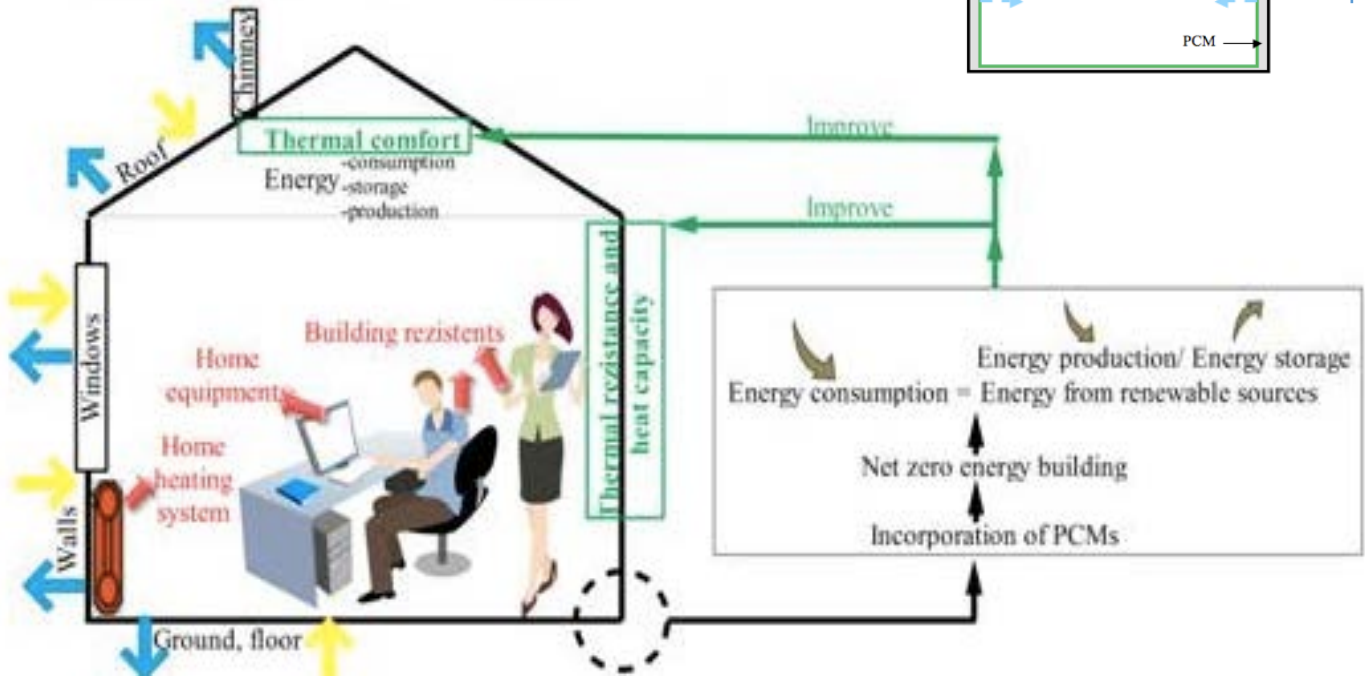 PCM
Chimney
Roof
Thermal comfort
Energy
-consumption
-storage
-production
Improve
Improve
Windows
Walls
Home
equipments
Building rezistents
Home
heating
system
Thermal rezistance and
heat capacity
Ground, floor
Energy production/ Energy storage
Energy consumption = Energy from renewable sources
Net zero energy building
Incorporation of PCMs